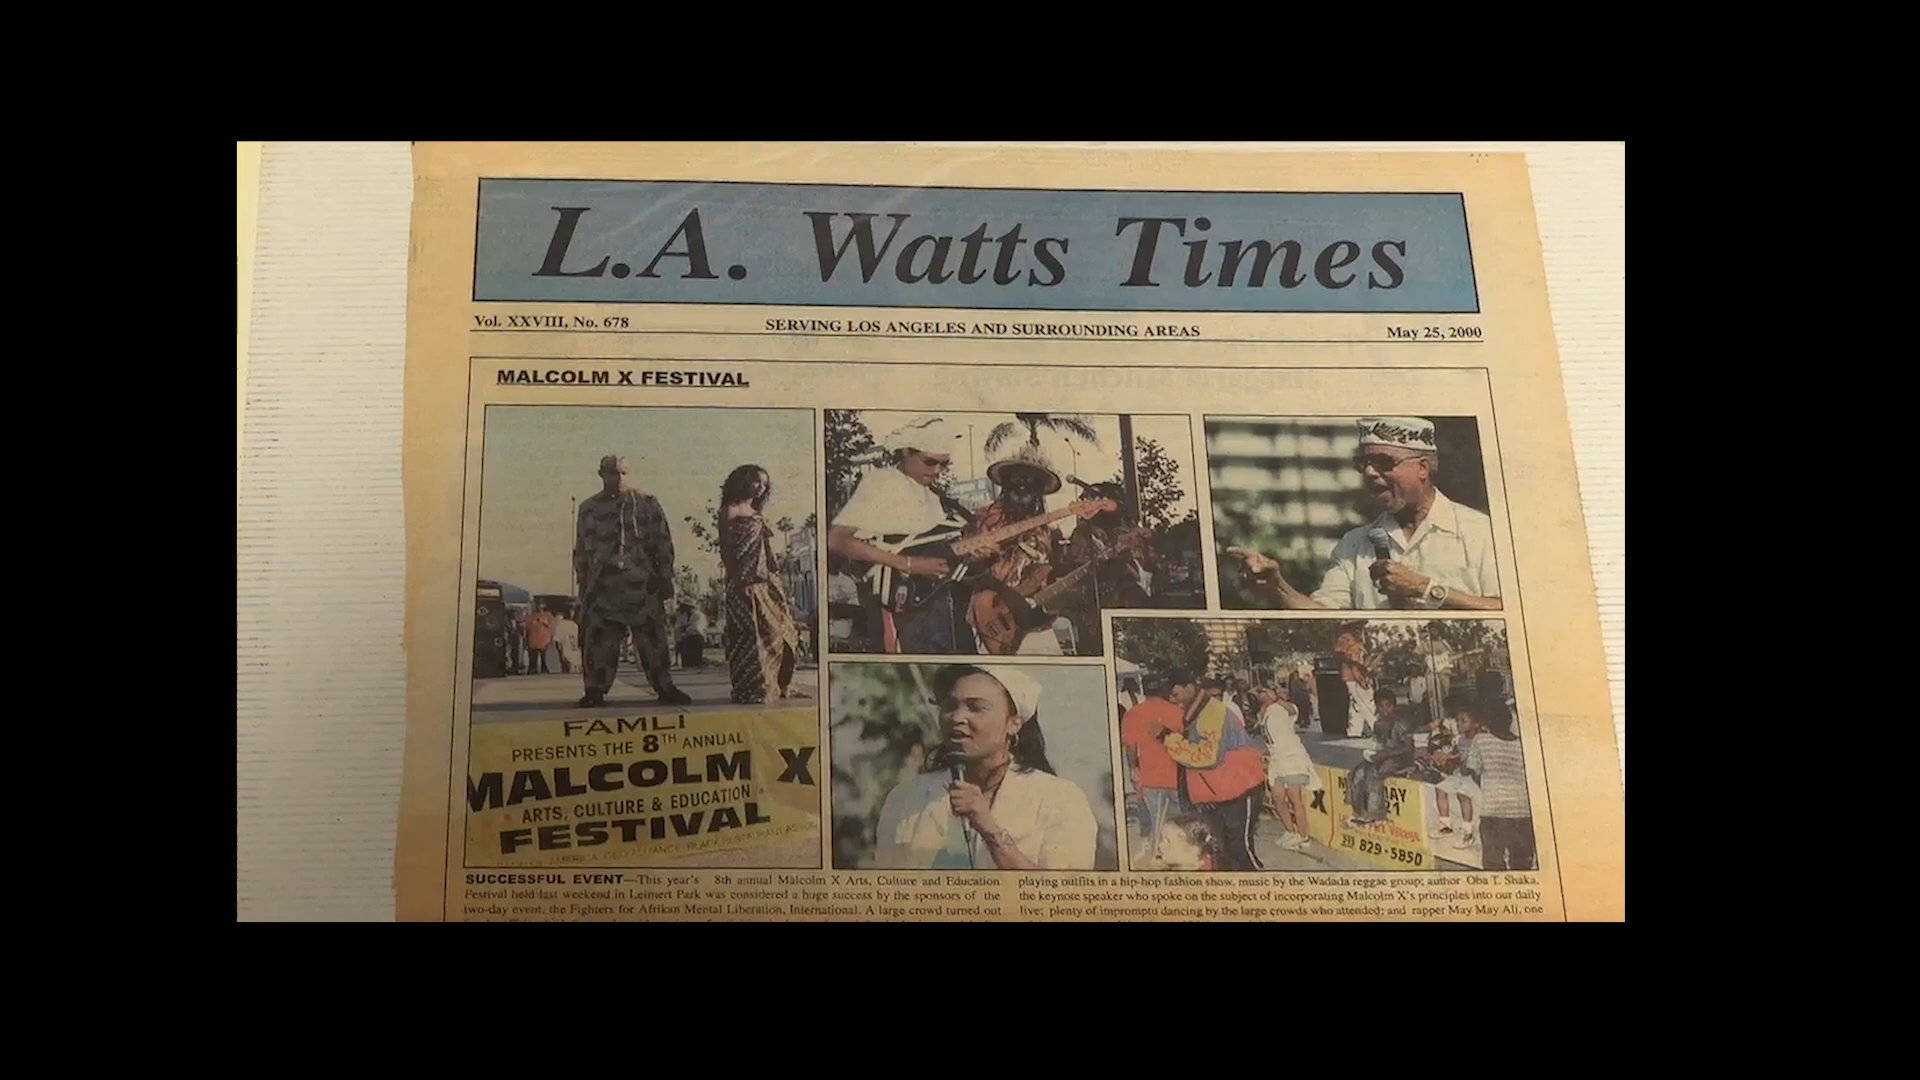 L.A. Watts Times
Vol. XXVIII, No. 678
SERVING LOS ANGELES AND SURROUNDING AREAS
May 25, 2000
MALCOLM X FESTIVAL
FAMLI
PRESENTS THE 8TH ANNUAL
MALCOLM X
ARTS, CULTURE & EDUCATION
FESTIVAL
X
MAY
21
829-5850
SUCCESSFUL EVENT—This year's 8th annual Malcolm X Arts, Culture and Education
Festival held last weekend in Leimert Park was considered a huge success by the sponsors of the
two-day event, the Fighters for Afrikan Mental Liberation, International. A large crowd turned out
playing outfits in a hip-hop fashion show, music by the Wadada reggae group; author Oba T. Shaka,
the keynote speaker who spoke on the subject of incorporating Malcolm X's principles into our daily
live; plenty of impromptu dancing by the large crowds who attended; and rapper May May Ali, one